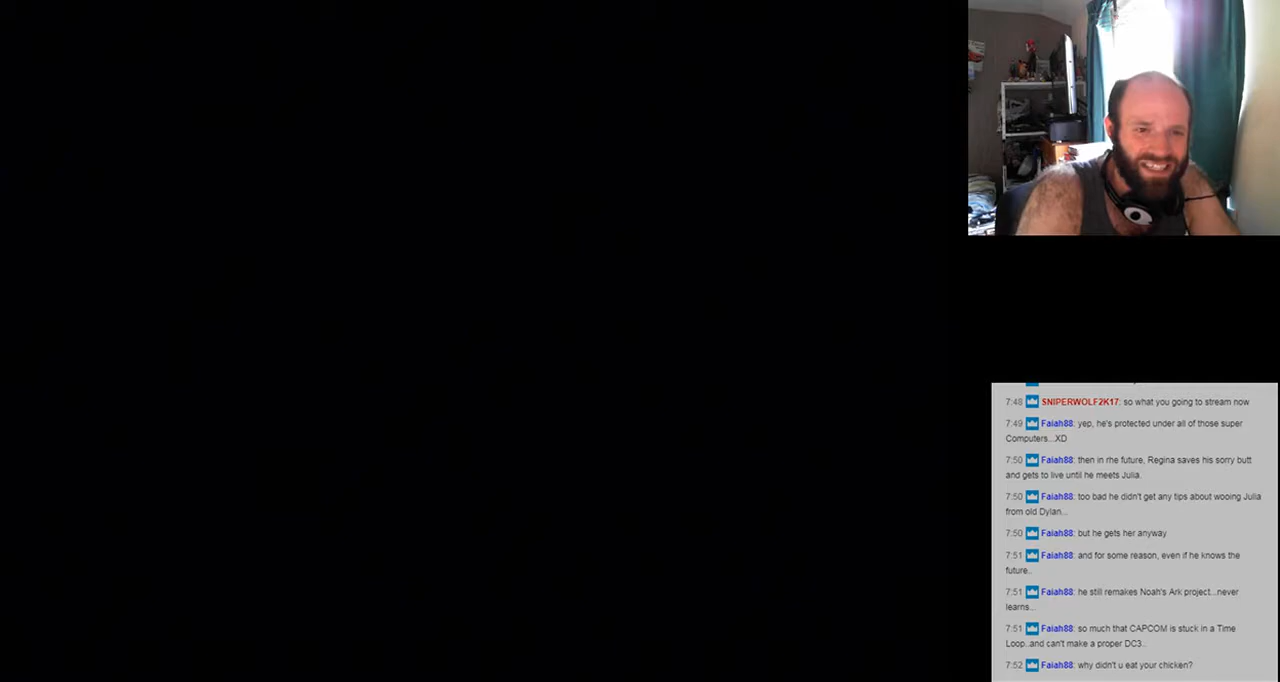 7:48 SNIPERWOLF2K17: so what you going to stream now
7:49 Faiah88: yep, he's protected under all of those super
Computers...XD
7:50 Faiah88: then in rhe future, Regina saves his sorry butt
and gets to live until he meets Julia.
7:50 Faiah88: too bad he didn't get any tips about wooing Julia
from old Dylan...
7:50 Faiah88: but he gets her anyway
7:51 Faiah88: and for some reason, even if he knows the
future..
7:51 Faiah88: he still remakes Noah's Ark project...never
learns...
7:51 Faiah88: so much that CAPCOM is stuck in a Time
Loop..and can't make a proper DC3..
7:52 Faiah88: why didn't u eat your chicken?